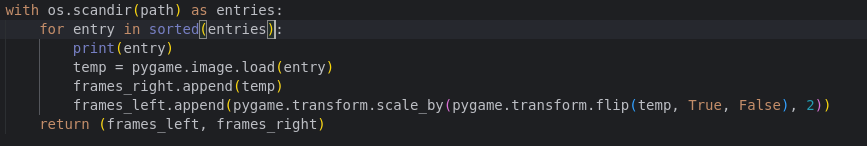 with os.scandir(path) as entries:
    for entry in sorted(entries):
        print(entry)
        temp = pygame.image.load(entry)
        frames_right.append(temp)
        frames_left.append(pygame.transform.scale_by(pygame.transform.flip(temp, True, False), 2))
    return (frames_left, frames_right)